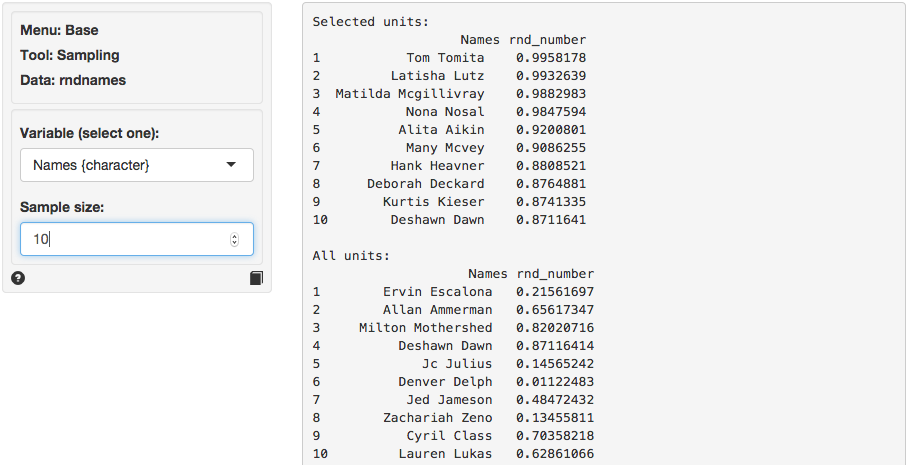 Menu: Base
Tool: Sampling
Data: rndnames
Variable (select one):
Names {character}
Sample size:
10
?
Selected units:
Names rnd_number
1 Tom Tomita 0.9958178
2 Latisha Lutz 0.9932639
3 Matilda Mcgillivray 0.9882983
4 Nona Nosal 0.9847594
5 Alita Aikin 0.9200801
6 Many Mcvey 0.9086255
7 Hank Heavner 0.8808521
8 Deborah Deckard 0.8764881
9 Kurtis Kieser 0.8741335
10 Deshawn Dawn 0.8711641
All units:
Names rnd_number
1 Ervin Escalona 0.21561697
2 Allan Ammerman 0.65617347
3 Milton Mothershed 0.82020716
4 Deshawn Dawn 0.87116414
5 Jc Julius 0.14565242
6 Denver Delph 0.01122483
7 Jed Jameson 0.48472432
8 Zachariah Zeno 0.13455811
9 Cyril Class 0.70358218
10 Lauren Lukas 0.62861066